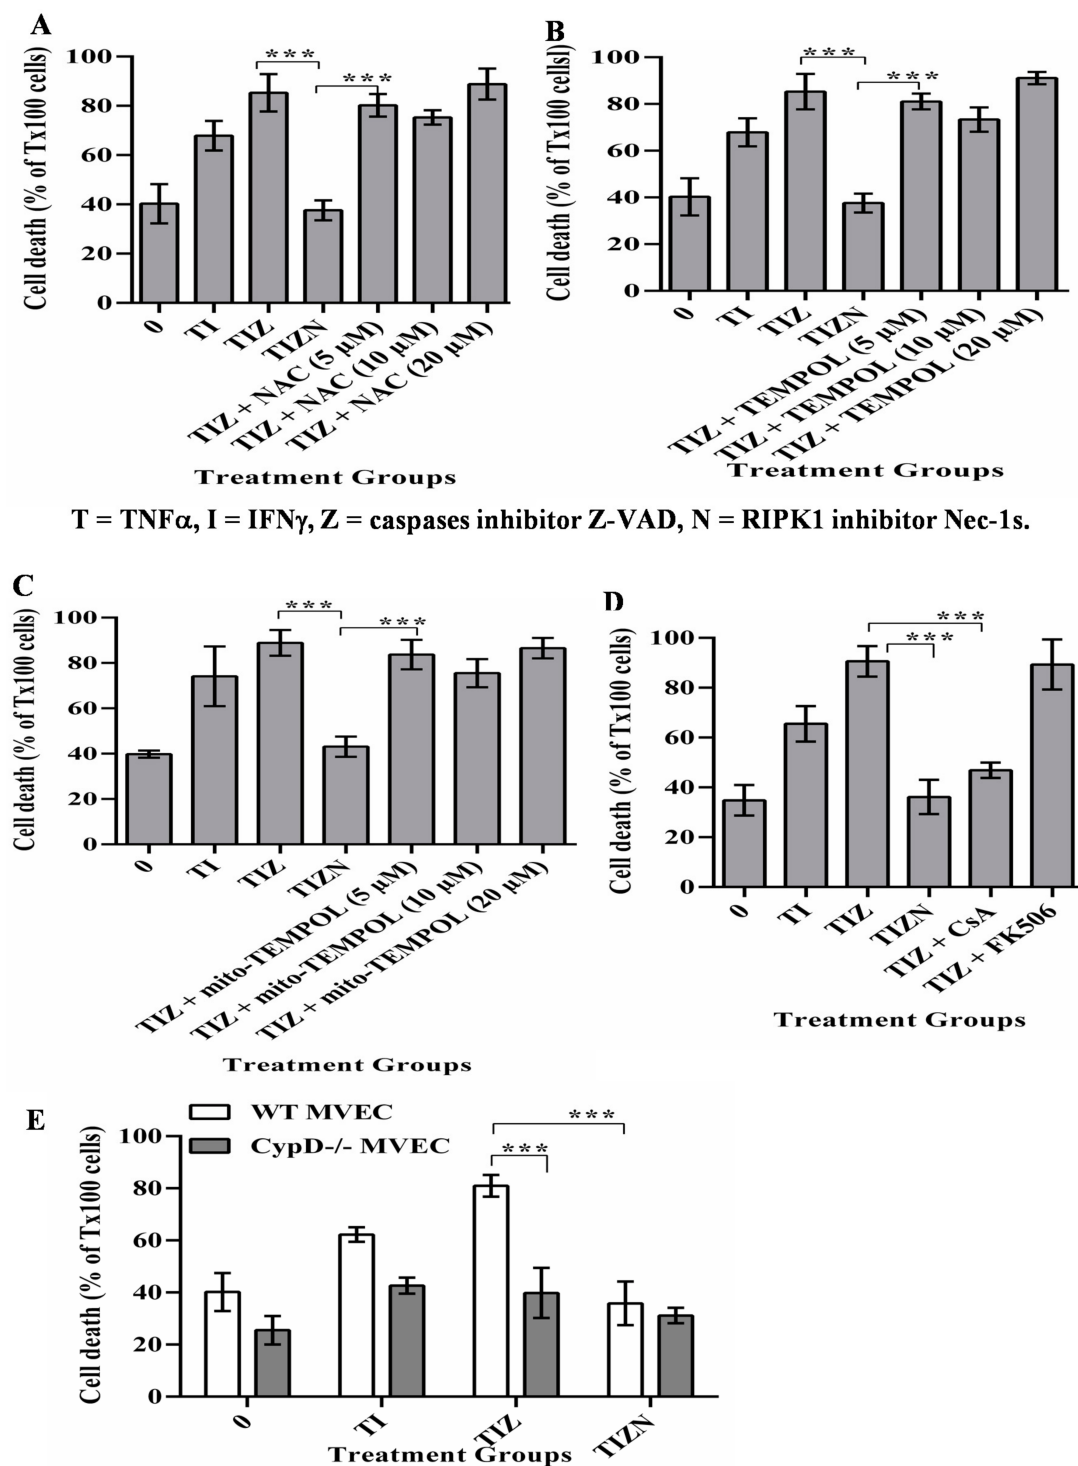 A
Cell death (% of Tx100 cells)
100
80
60
40
20
0
***
***
0
TI
TIZ
TIZN
TIZ + NAC (5 µM)
TIZ + NAC (10 µM)
TIZ + NAC (20 µM)
Treatment Groups
B
Cell death (% of Tx100 cellsl)
100
80
60
40
20
0
***
***
0
TI
TIZ
TIZN
TIZ + TEMPOL (5 µM)
TIZ + TEMPOL (10 µM)
TIZ + TEMPOL (20 µM)
Treatment Groups
T = TNFα, I = IFNγ, Z = caspases inhibitor Z-VAD, N = RIPK1 inhibitor Nec-1s.
C
Cell death (% of Tx100 cells)
100
80
60
40
20
0
***
***
0
TI
TIZ
TIZN
TIZ + mito-TEMPOL (5 µM)
TIZ + mito-TEMPOL (10 µM)
TIZ + mito-TEMPOL (20 µM)
Treatment Groups
D
Cell death (% of Tx100 cells)
100
80
60
40
20
0
***
***
0
TI
TIZ
TIZN
TIZ + CsA
TIZ + FK506
Treatment Groups
E
WT MVEC
CypD-/- MVEC
Cell death (% of Tx100 cells)
100
80
60
40
20
0
***
***
0
TI
TIZ
TIZN
Treatment Groups